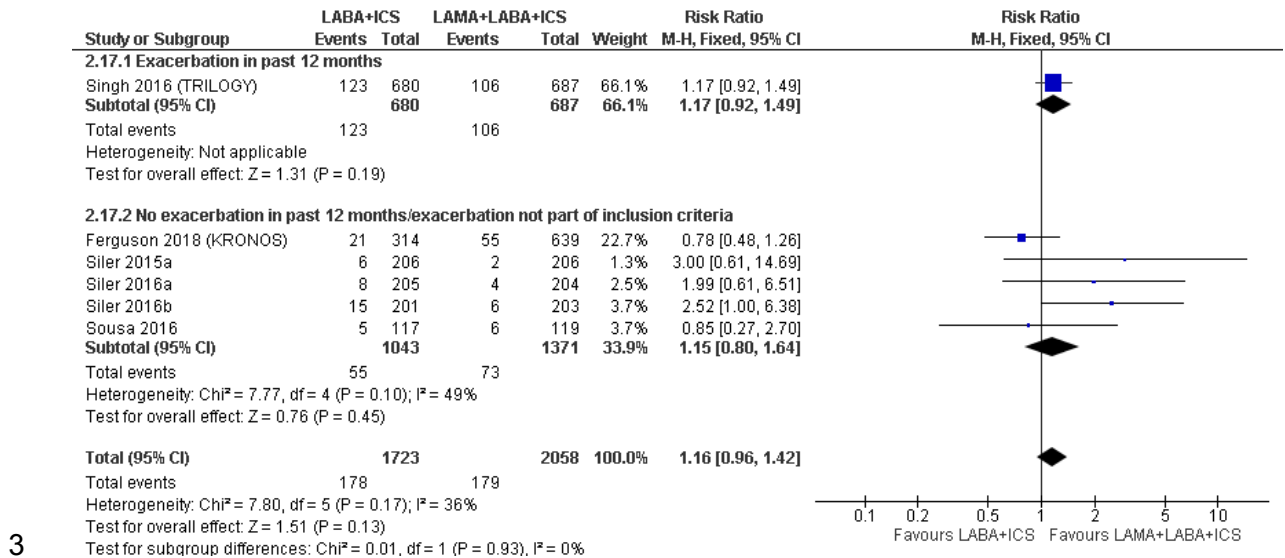 LABA+ICS LAMA+LABA+ICS Risk Ratio Risk Ratio
Study or Subgroup Events Total Events Total Weight M-H, Fixed, 95% CI M-H, Fixed, 95% CI
2.17.1 Exacerbation in past 12 months
Singh 2016 (TRILOGY) 123 680 106 687 66.1% 1.17 [0.92, 1.49]
Subtotal (95% CI) 680 687 66.1% 1.17 [0.92, 1.49]
Total events 123 106
Heterogeneity: Not applicable
Test for overall effect: Z = 1.31 (P = 0.19)
2.17.2 No exacerbation in past 12 months/exacerbation not part of inclusion criteria
Ferguson 2018 (KRONOS) 21 314 55 639 22.7% 0.78 [0.48, 1.26]
Siler 2015a 6 206 2 206 1.3% 3.00 [0.61, 14.69]
Siler 2016a 8 205 4 204 2.5% 1.99 [0.61, 6.51]
Siler 2016b 15 201 6 203 3.7% 2.52 [1.00, 6.38]
Sousa 2016 5 117 6 119 3.7% 0.85 [0.27, 2.70]
Subtotal (95% CI) 1043 1371 33.9% 1.15 [0.80, 1.64]
Total events 55 73
Heterogeneity: Chi² = 7.77, df = 4 (P = 0.10); I² = 49%
Test for overall effect: Z = 0.76 (P = 0.45)
Total (95% CI) 1723 2058 100.0% 1.16 [0.96, 1.42]
Total events 178 179
Heterogeneity: Chi² = 7.80, df = 5 (P = 0.17); I² = 36%
Test for overall effect: Z = 1.51 (P = 0.13)
3 Test for subgroup differences: Chi² = 0.01, df = 1 (P = 0.93), I² = 0%
0.1 0.2 0.5 1 2 5 10
Favours LABA+ICS Favours LAMA+LABA+ICS